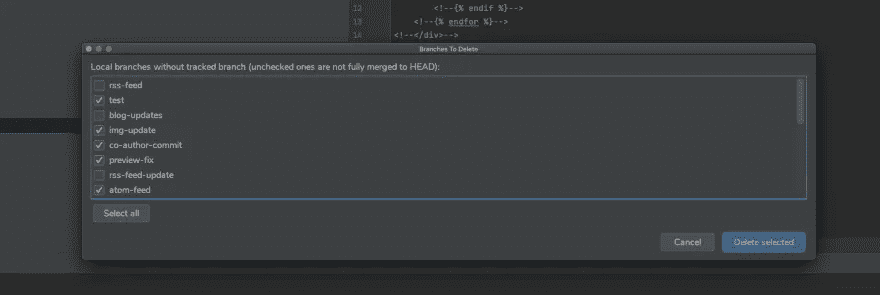 12 <!--{% endif %}-->
13 <!--{% endfor %}-->
14 <!--</div>-->
Branches To Delete
Local branches without tracked branch (unchecked ones are not fully merged to HEAD):
rss-feed
test
blog-updates
img-update
co-author-commit
preview-fix
rss-feed-update
atom-feed
Select all
Cancel
Delete selected